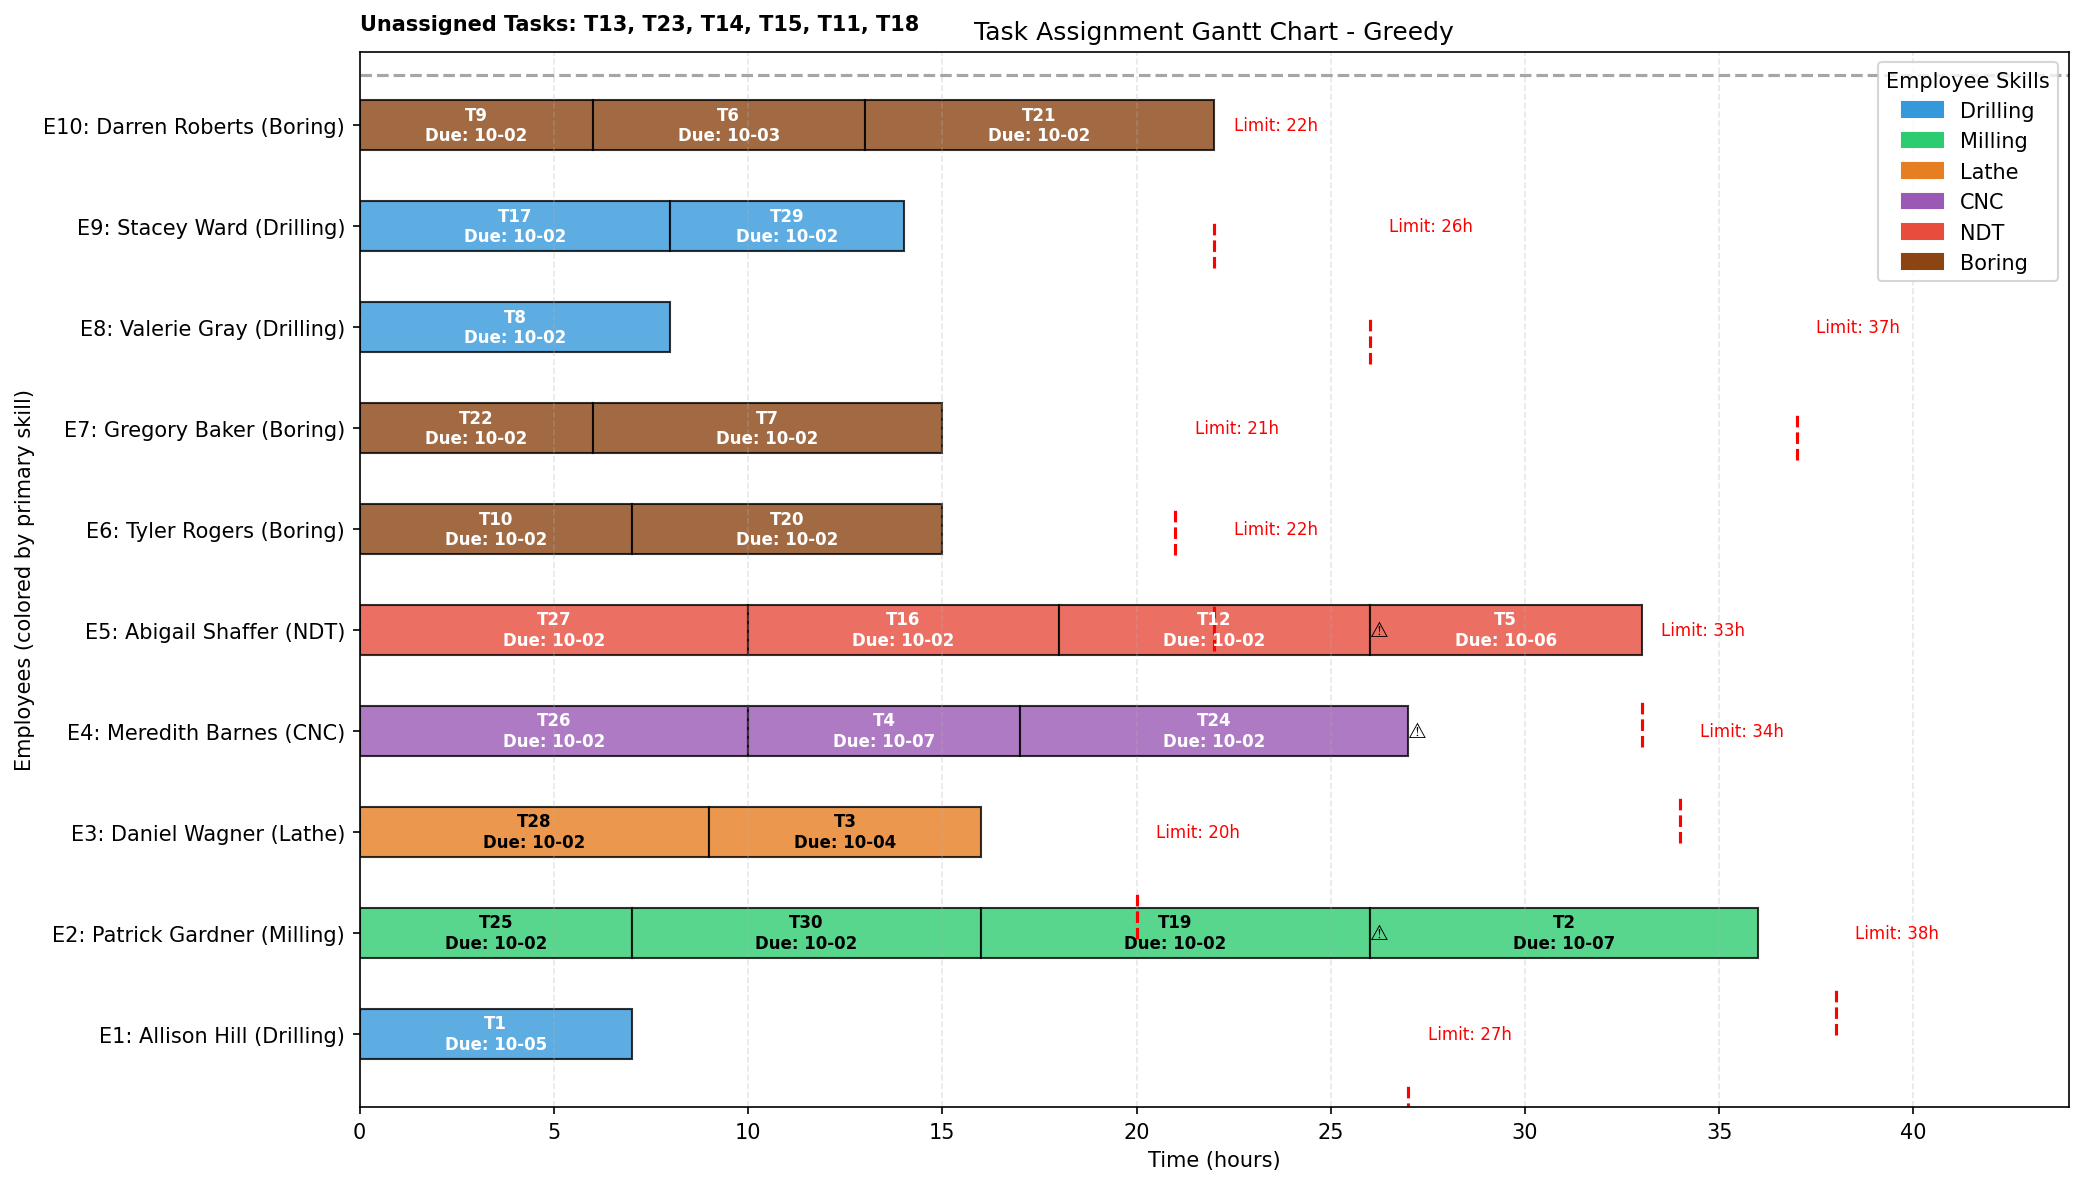 Unassigned Tasks: T13, T23, T14, T15, T11, T18
Task Assignment Gantt Chart - Greedy
Employee Skills
Drilling
Milling
Lathe
CNC
NDT
Boring
Employees (colored by primary skill)
E10: Darren Roberts (Boring)
T9
Due: 10-02
T6
Due: 10-03
T21
Due: 10-02
Limit: 22h
E9: Stacey Ward (Drilling)
T17
Due: 10-02
T29
Due: 10-02
Limit: 26h
E8: Valerie Gray (Drilling)
T8
Due: 10-02
Limit: 37h
E7: Gregory Baker (Boring)
T22
Due: 10-02
T7
Due: 10-02
Limit: 21h
E6: Tyler Rogers (Boring)
T10
Due: 10-02
T20
Due: 10-02
Limit: 22h
E5: Abigail Shaffer (NDT)
T27
Due: 10-02
T16
Due: 10-02
T12
Due: 10-02
⚠
T5
Due: 10-06
Limit: 33h
E4: Meredith Barnes (CNC)
T26
Due: 10-02
T4
Due: 10-07
T24
Due: 10-02
⚠
Limit: 34h
E3: Daniel Wagner (Lathe)
T28
Due: 10-02
T3
Due: 10-04
Limit: 20h
E2: Patrick Gardner (Milling)
T25
Due: 10-02
T30
Due: 10-02
T19
Due: 10-02
⚠
T2
Due: 10-07
Limit: 38h
E1: Allison Hill (Drilling)
T1
Due: 10-05
Limit: 27h
0 5 10 15 20 25 30 35 40
Time (hours)